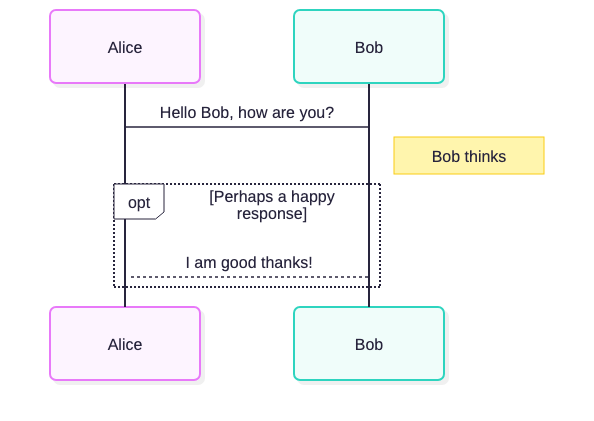 Alice
Bob
Hello Bob, how are you?
Bob thinks
opt
[Perhaps a happy
response]
I am good thanks!
Alice
Bob